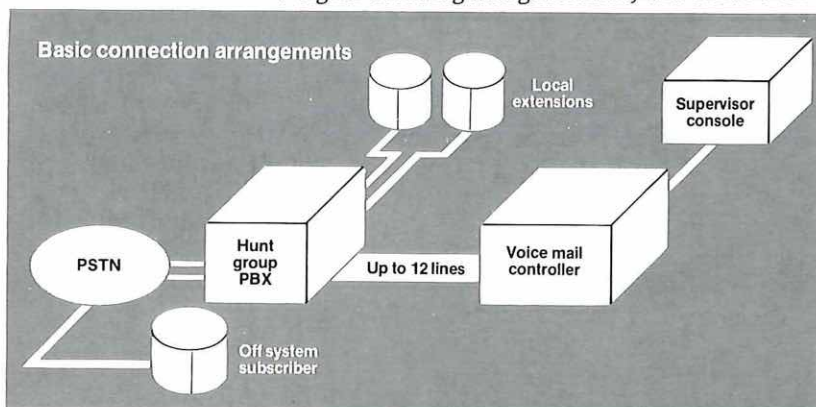 Basic connection arrangements
Local
extensions
Supervisor
console
PSTN
Hunt
group
PBX
Up to 12 lines
Voice mail
controller
Off system
subscriber